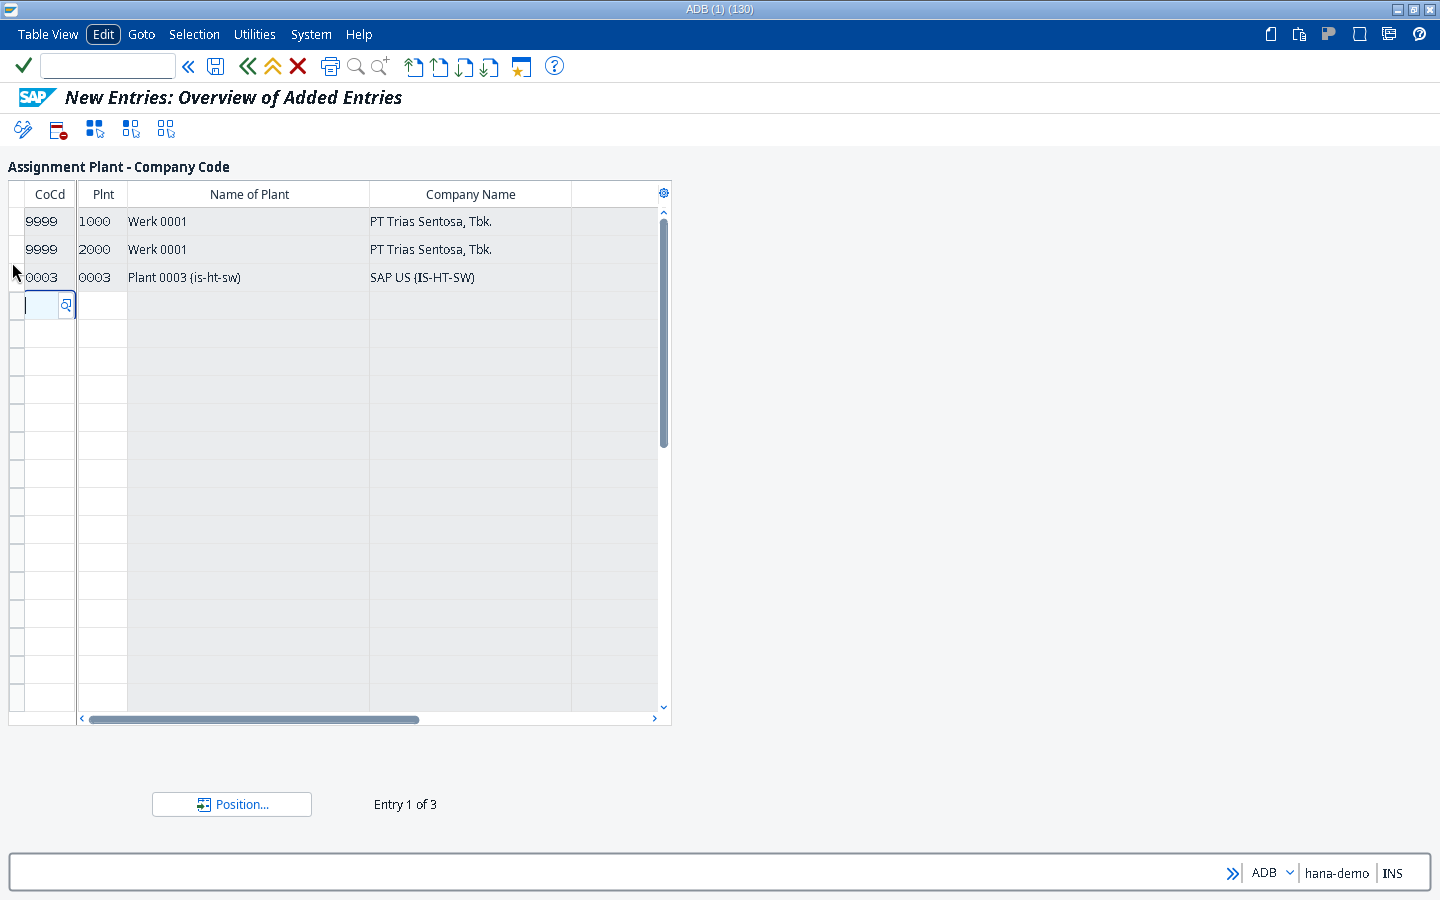 ADB (1) (130)
Table View Edit Goto Selection Utilities System Help
SAP New Entries: Overview of Added Entries
Assignment Plant - Company Code
CoCd Plnt Name of Plant Company Name
9999 1000 Werk 0001 PT Trias Sentosa, Tbk.
9999 2000 Werk 0001 PT Trias Sentosa, Tbk.
0003 0003 Plant 0003 (is-ht-sw) SAP US (IS-HT-SW)
Position... Entry 1 of 3
ADB hana-demo INS